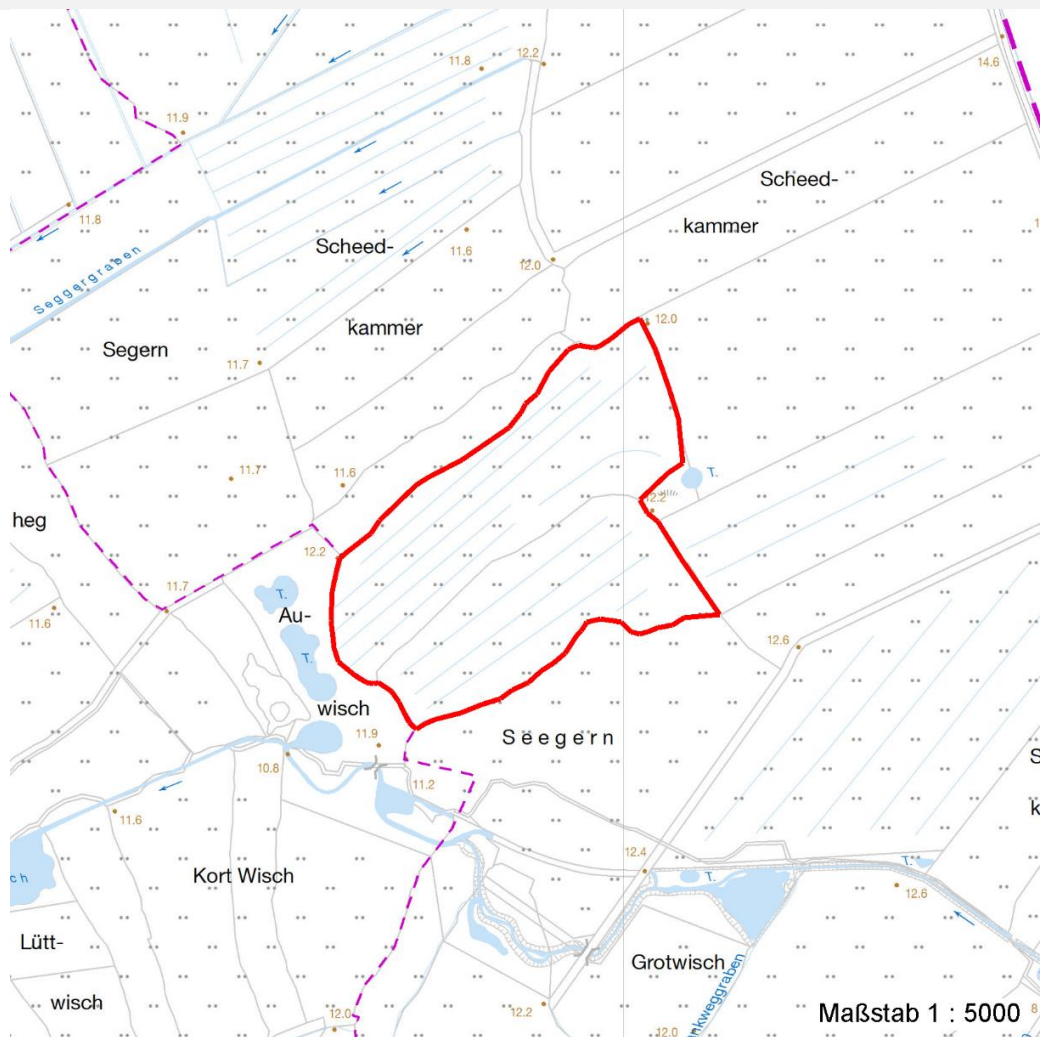 12.2
11.8
14.6
11.9
Scheed-
11.8
kammer
Scheed-
11.6
12.0
Seggergraben
kammer
12.0
Segern
11.7
11.7
11.6
T.
12.2
heg
12.2
11.7
T.
11.6
Au-
12.6
T.
wisch
Seegern
11.9
10.8
11.2
11.6
12.4
T.
Kort Wisch
T.
ch
12.6
Lütt-
Grotwisch
wisch
12.2
12.0
12.0
Maßstab 1 : 5000